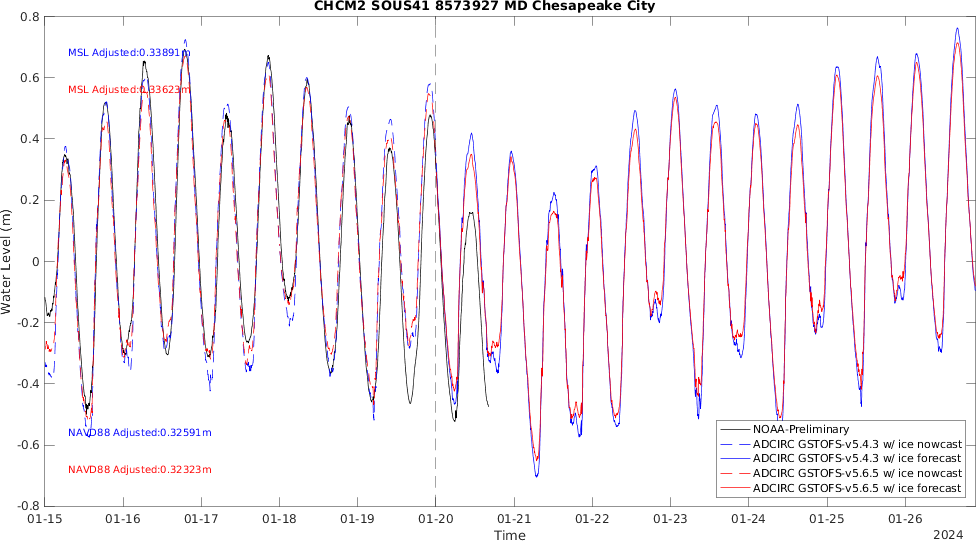 CHCM2 SOUS41 8573927 MD Chesapeake City
0.8
MSL Adjusted:0.33891m
0.6
MSL Adjusted:0.33623m
0.4
0.2
Water Level (m)
0
-0.2
-0.4
NAVD88 Adjusted:0.32591m
NOAA-Preliminary
-0.6
ADCIRC GSTOFS-v5.4.3 w/ ice nowcast
ADCIRC GSTOFS-v5.4.3 w/ ice forecast
NAVD88 Adjusted:0.32323m
ADCIRC GSTOFS-v5.6.5 w/ ice nowcast
ADCIRC GSTOFS-v5.6.5 w/ ice forecast
-0.8
01-15 01-16 01-17 01-18 01-19 01-20 01-21 01-22 01-23 01-24 01-25 01-26
Time
2024